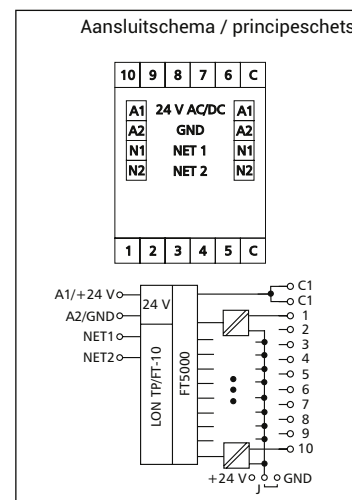 Aansluitschema / principeschets
10 9 8 7 6 C
A1 24 V AC/DC A1
A2 GND A2
N1 NET 1 N1
N2 NET 2 N2
1 2 3 4 5 C
A1/+24 V
A2/GND
NET1
NET2
24 V
LON TP/FT-10
FT5000
C1
C1
1
2
3
4
5
6
7
8
9
10
+24 V GND
J